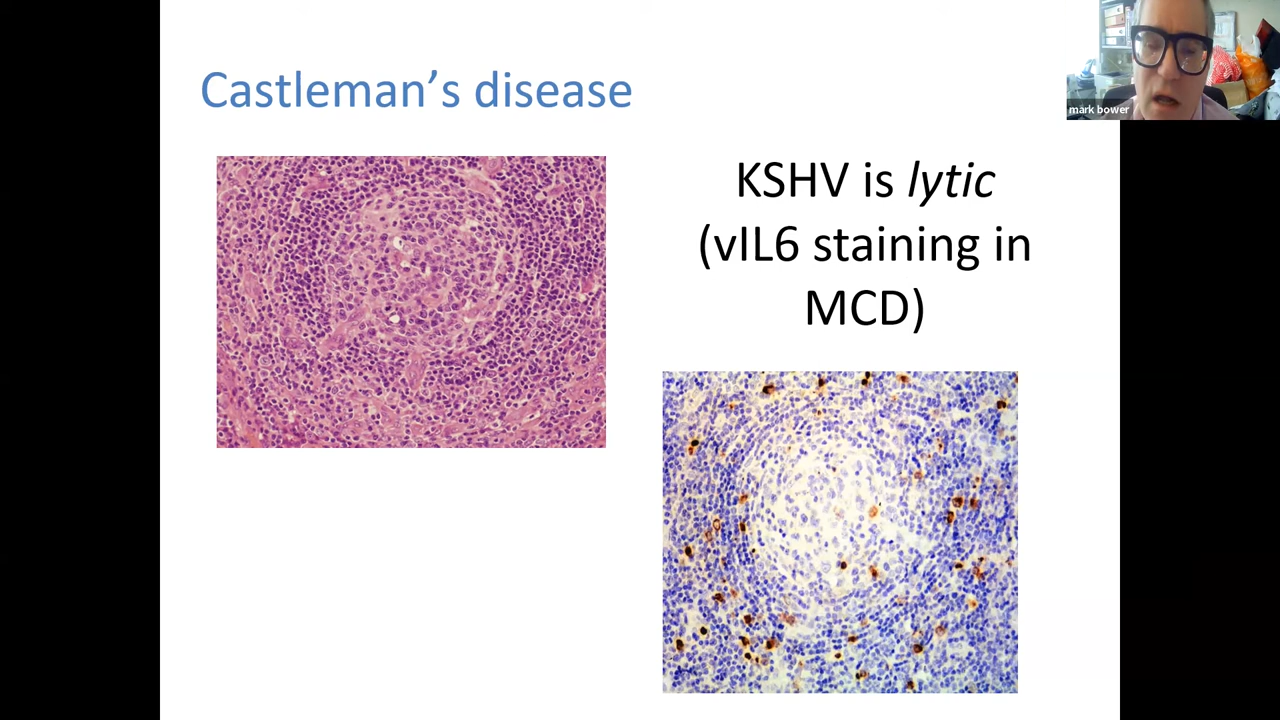 Castleman’s disease
mark bower
KSHV is lytic
(vIL6 staining in
MCD)